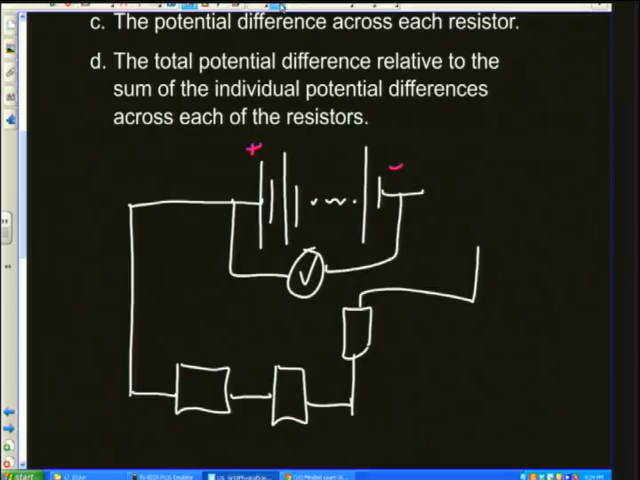 c. The potential difference across each resistor.
d. The total potential difference relative to the
sum of the individual potential differences
across each of the resistors.
+
-
V
start